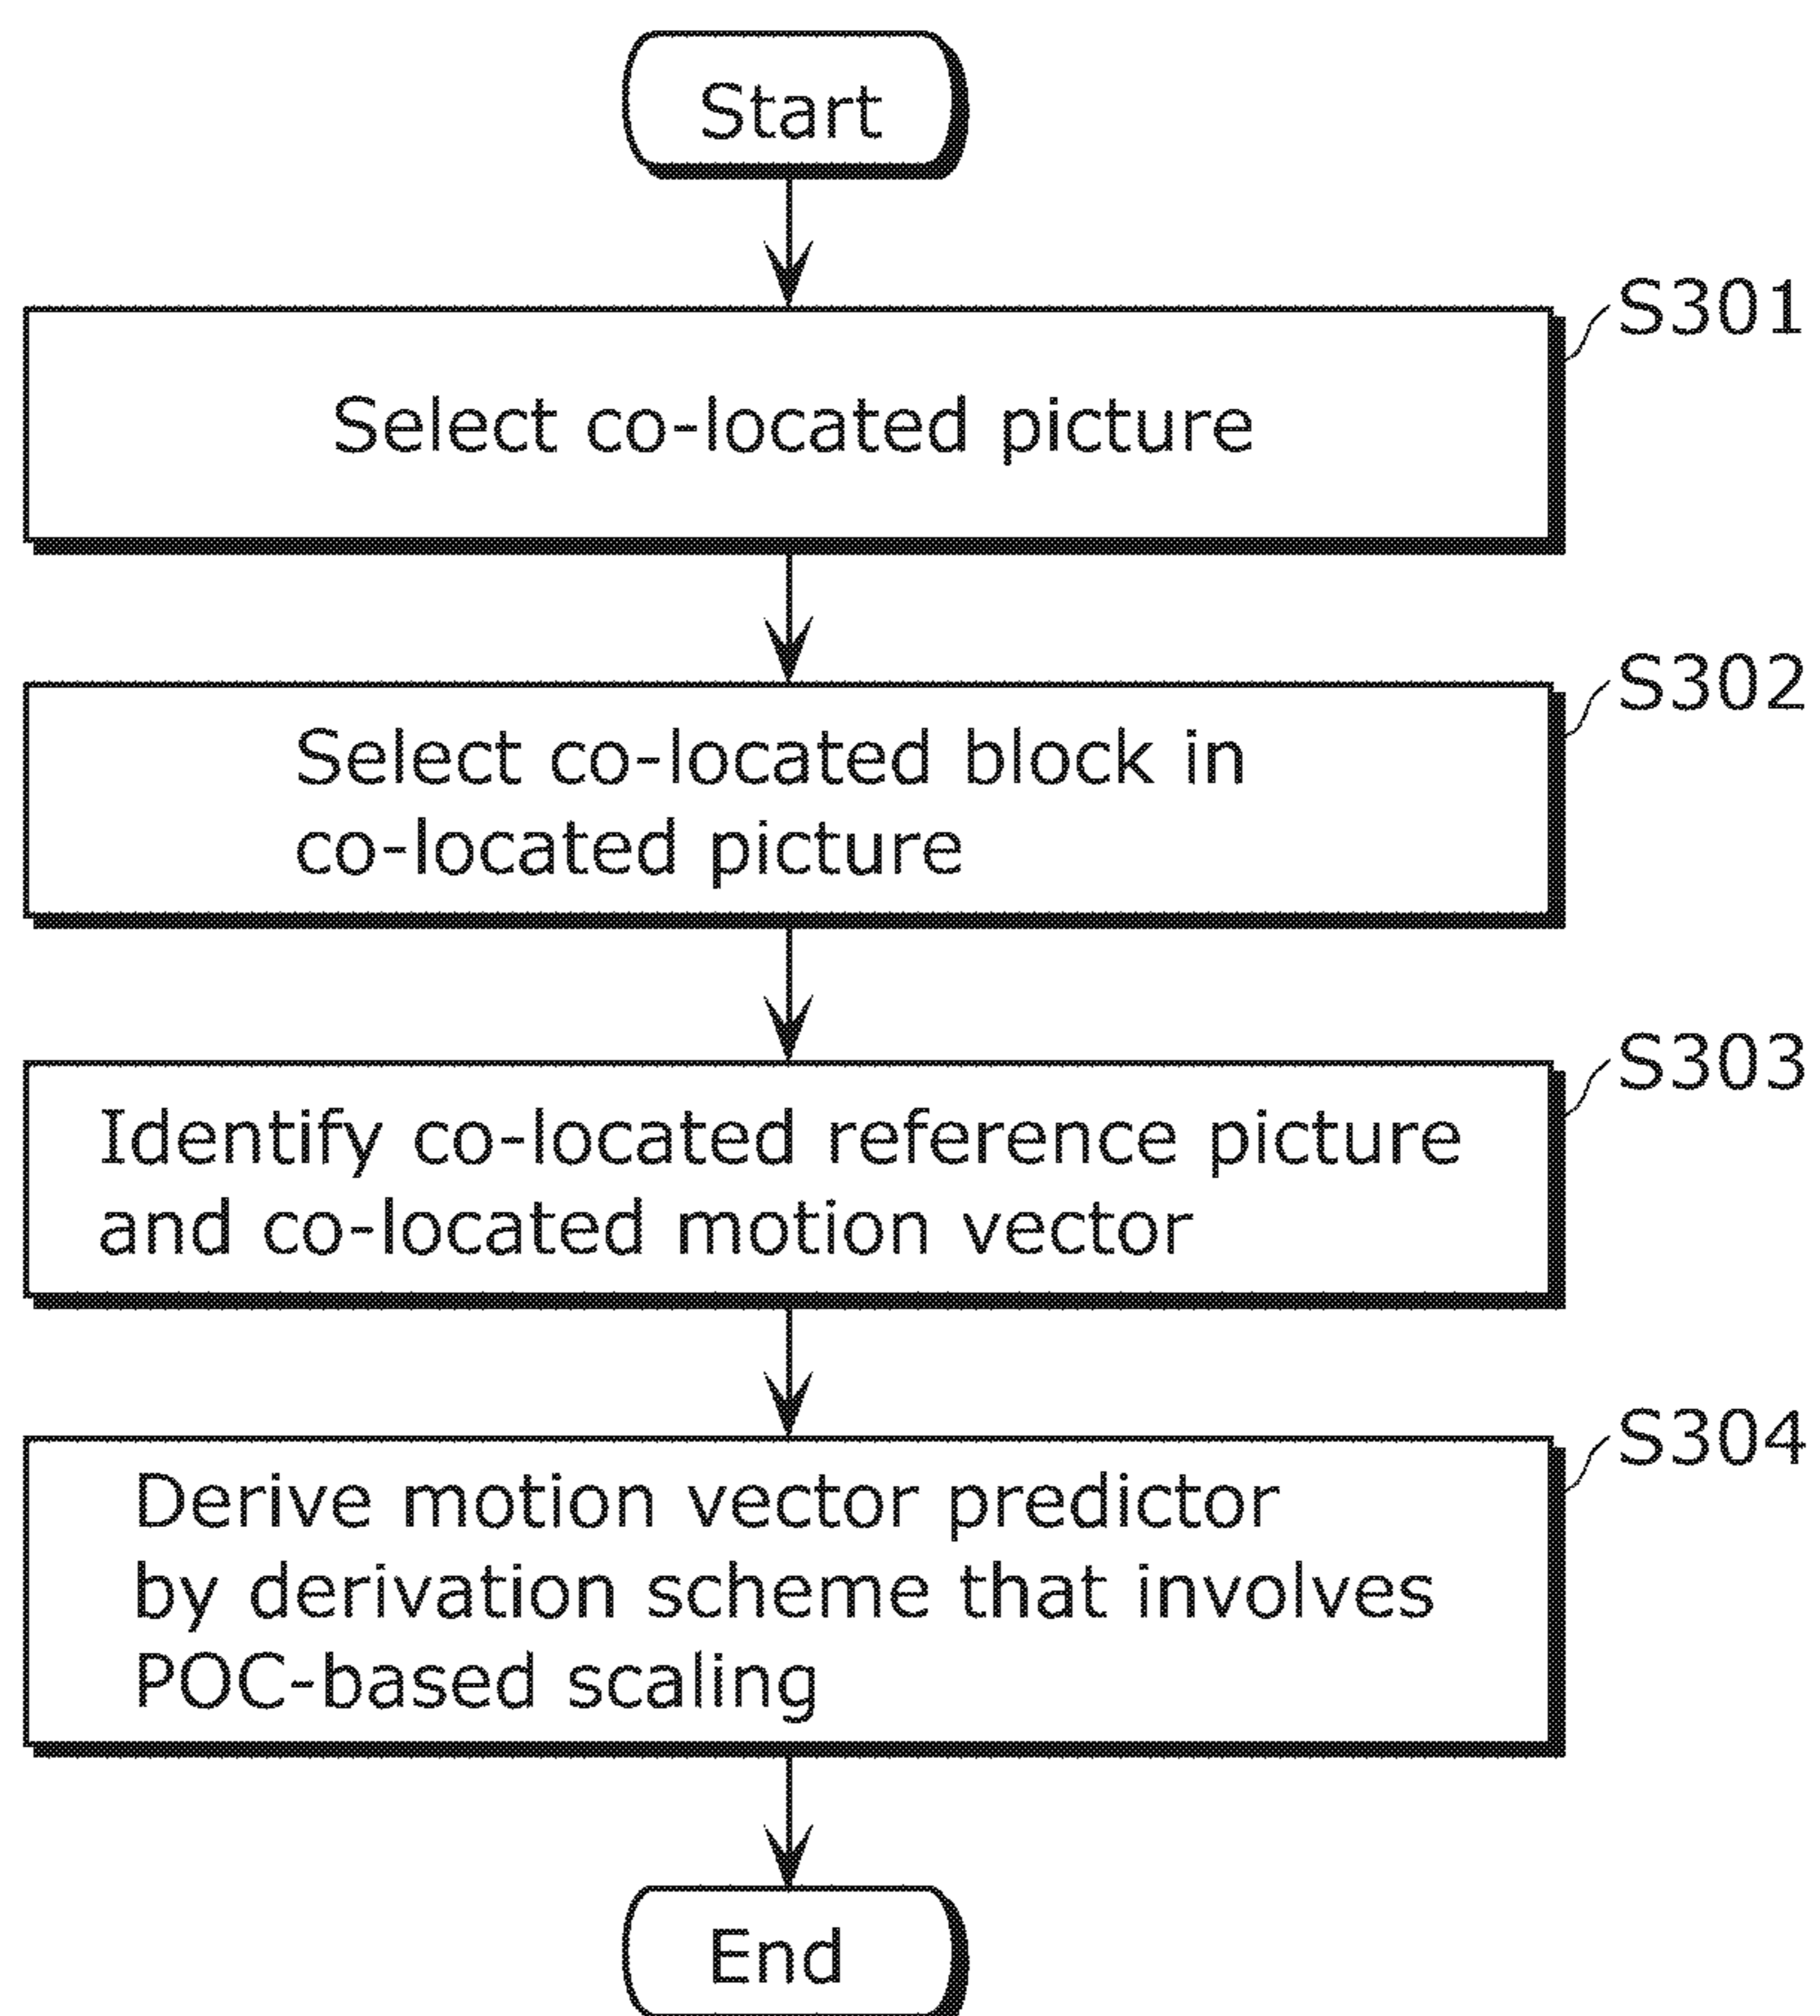 Start
S301
Select co-located picture
S302
Select co-located block in
co-located picture
S303
Identify co-located reference picture
and co-located motion vector
S304
Derive motion vector predictor
by derivation scheme that involves
POC-based scaling
End